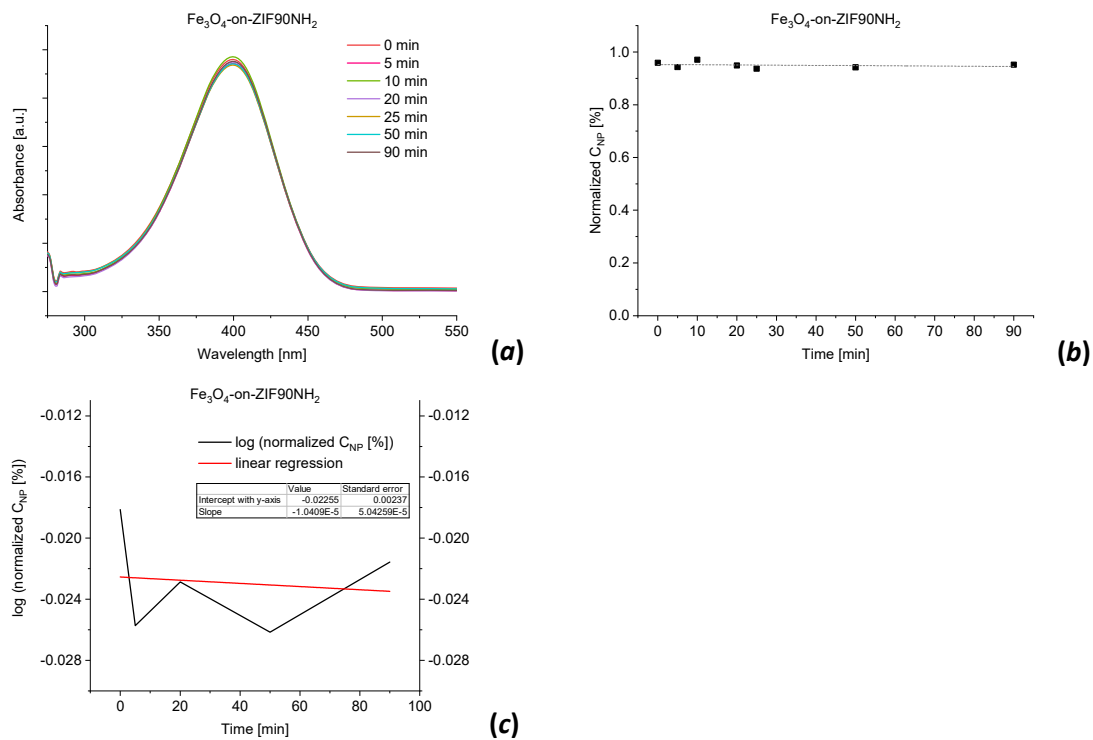 Fe₃O₄-on-ZIF90NH₂
0 min
5 min
10 min
20 min
25 min
50 min
90 min
Absorbance [a.u.]
300 350 400 450 500 550
Wavelength [nm]
(a)
Fe₃O₄-on-ZIF90NH₂
Normalized C_NP [%]
1.0
0.8
0.6
0.4
0.2
0.0
0 10 20 30 40 50 60 70 80 90
Time [min]
(b)
Fe₃O₄-on-ZIF90NH₂
log (normalized C_NP [%])
-0.012 -0.012
-0.016 -0.016
-0.020 -0.020
-0.024 -0.024
-0.028 -0.028
log (normalized C_NP [%])
linear regression
Value Standard error
Intercept with y-axis -0.02255 0.00237
Slope -1.0409E-5 5.04259E-5
0 20 40 60 80 100
Time [min]
(c)